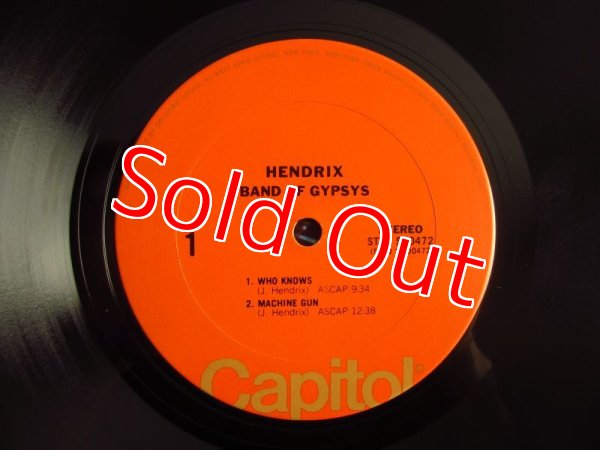 HENDRIX
BAND OF GYPSYS
Sold Out
1
STEREO
1. WHO KNOWS
(J. Hendrix) ASCAP 9:34
2. MACHINE GUN
(J. Hendrix) ASCAP 12:38
Capitol